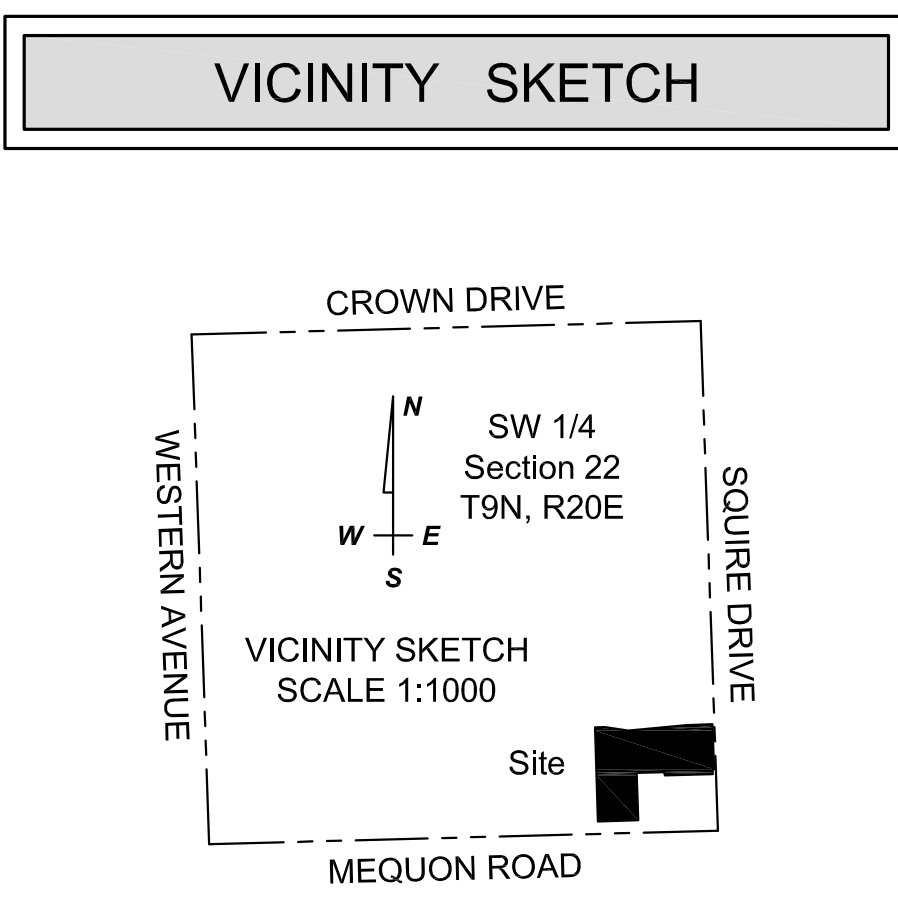 VICINITY SKETCH
CROWN DRIVE
N
SW 1/4
Section 22
T9N, R20E
W E
S
WESTERN AVENUE
SQUIRE DRIVE
VICINITY SKETCH
SCALE 1:1000
Site
MEQUON ROAD